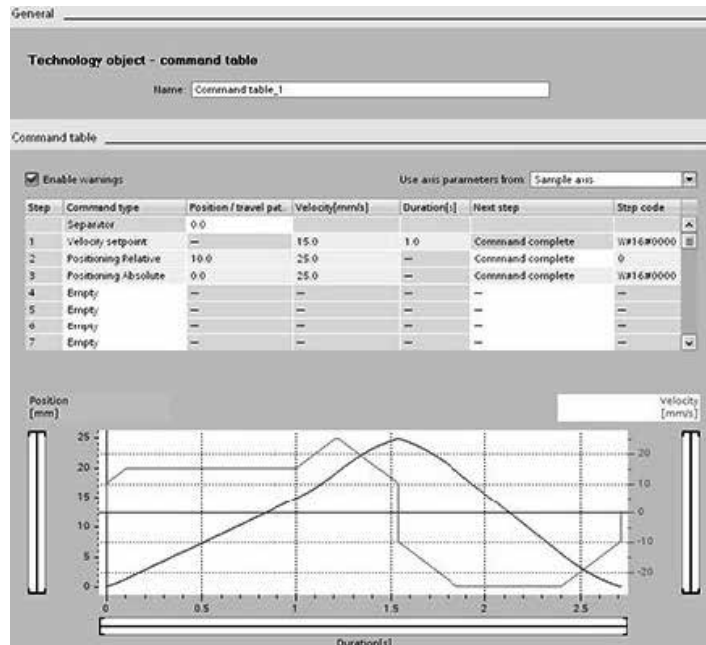 General
Technology object - command table
Name: Command table_1
Command table
Enable warnings Use axis parameters from: Sample axis
Step Command type Position / travel pat.. Velocity[mm/s] Duration[s] Next step Step code
Separator 0.0
1 Velocity setpoint — 15.0 1.0 Command complete W#16#0000
2 Positioning Relative 10.0 25.0 — Command complete 0
3 Positioning Absolute 0.0 25.0 — Command complete W#16#0000
4 Empty — — — — —
5 Empty — — — — —
6 Empty — — — — —
7 Empty — — — — —
Position
[mm]
Velocity
[mm/s]
25
20 20
15 10
10 0
5 -10
0 -20
0 0.5 1 1.5 2 2.5
Duration[s]